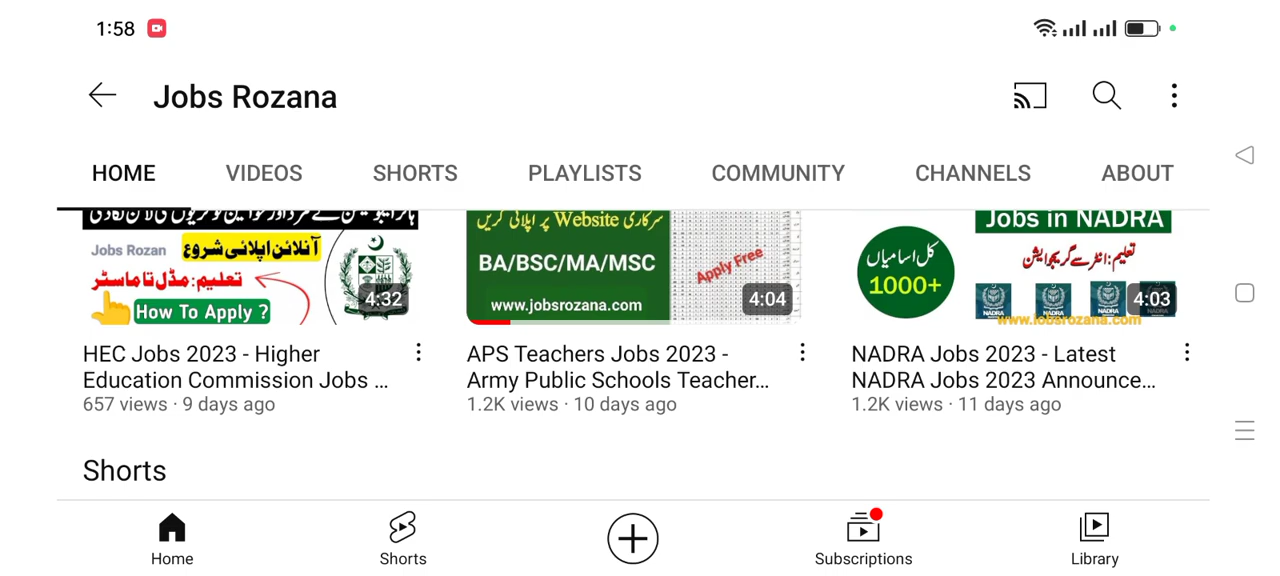 1:58
Jobs Rozana
HOME VIDEOS SHORTS PLAYLISTS COMMUNITY CHANNELS ABOUT
Jobs Rozan
آنلائن اپلائی شروع
تعلیم: مڈل تا ماسٹر
How To Apply ?
4:32
سرکاری Website پر اپلائی کریں
BA/BSC/MA/MSC
Apply Free
www.jobsrozana.com
4:04
Jobs in NADRA
کل اسامیاں
1000+
تعلیم: انٹر سے گریجوایشن
NADRA NADRA NADRA
www.jobsrozana.com
4:03
HEC Jobs 2023 - Higher
Education Commission Jobs ...
657 views · 9 days ago
APS Teachers Jobs 2023 -
Army Public Schools Teacher...
1.2K views · 10 days ago
NADRA Jobs 2023 - Latest
NADRA Jobs 2023 Announce...
1.2K views · 11 days ago
Shorts
Home Shorts Subscriptions Library